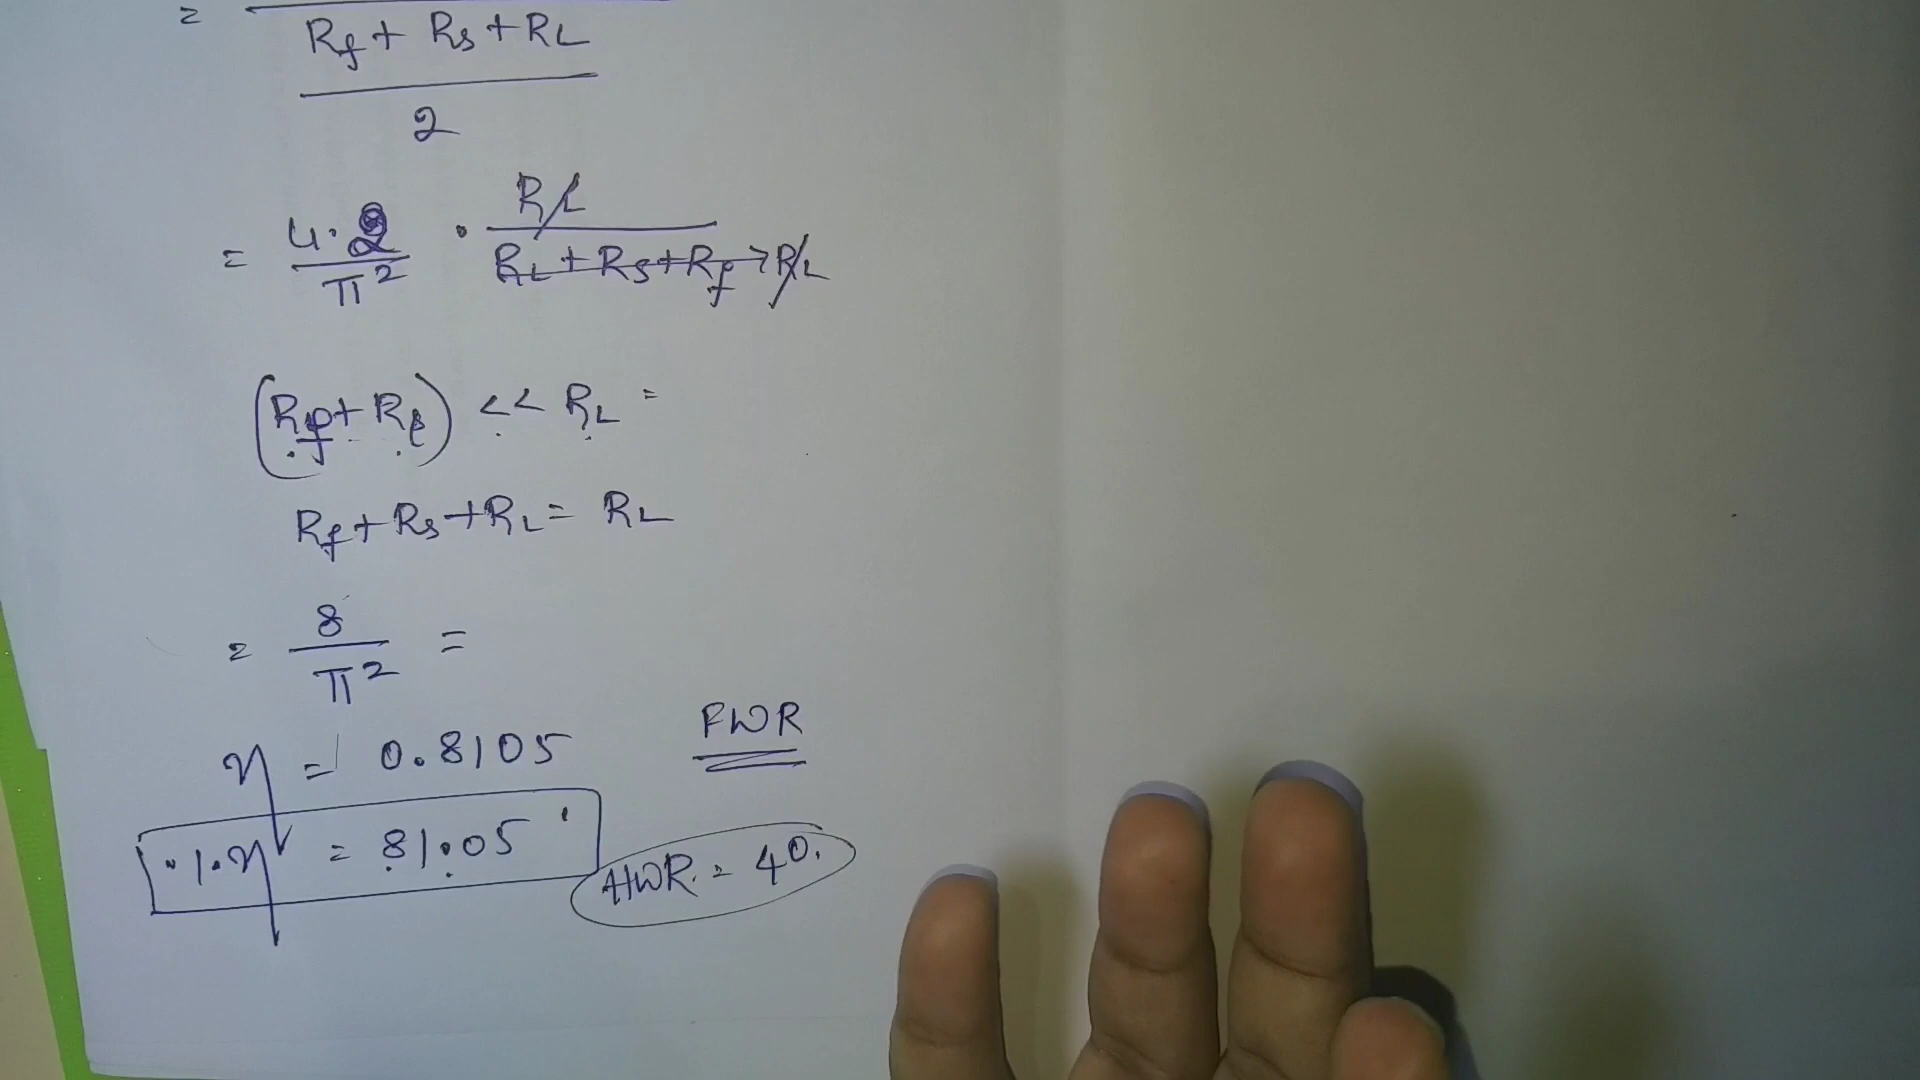 =
Rf + Rs + RL
2
= 4·2 / π² · RL / RL + Rs + Rf → RL
(Rf + Rs) << RL =
Rf + Rs + RL = RL
= 8 / π² =
η = 0.8105
FWR
%η = 81.05
HWR = 40.